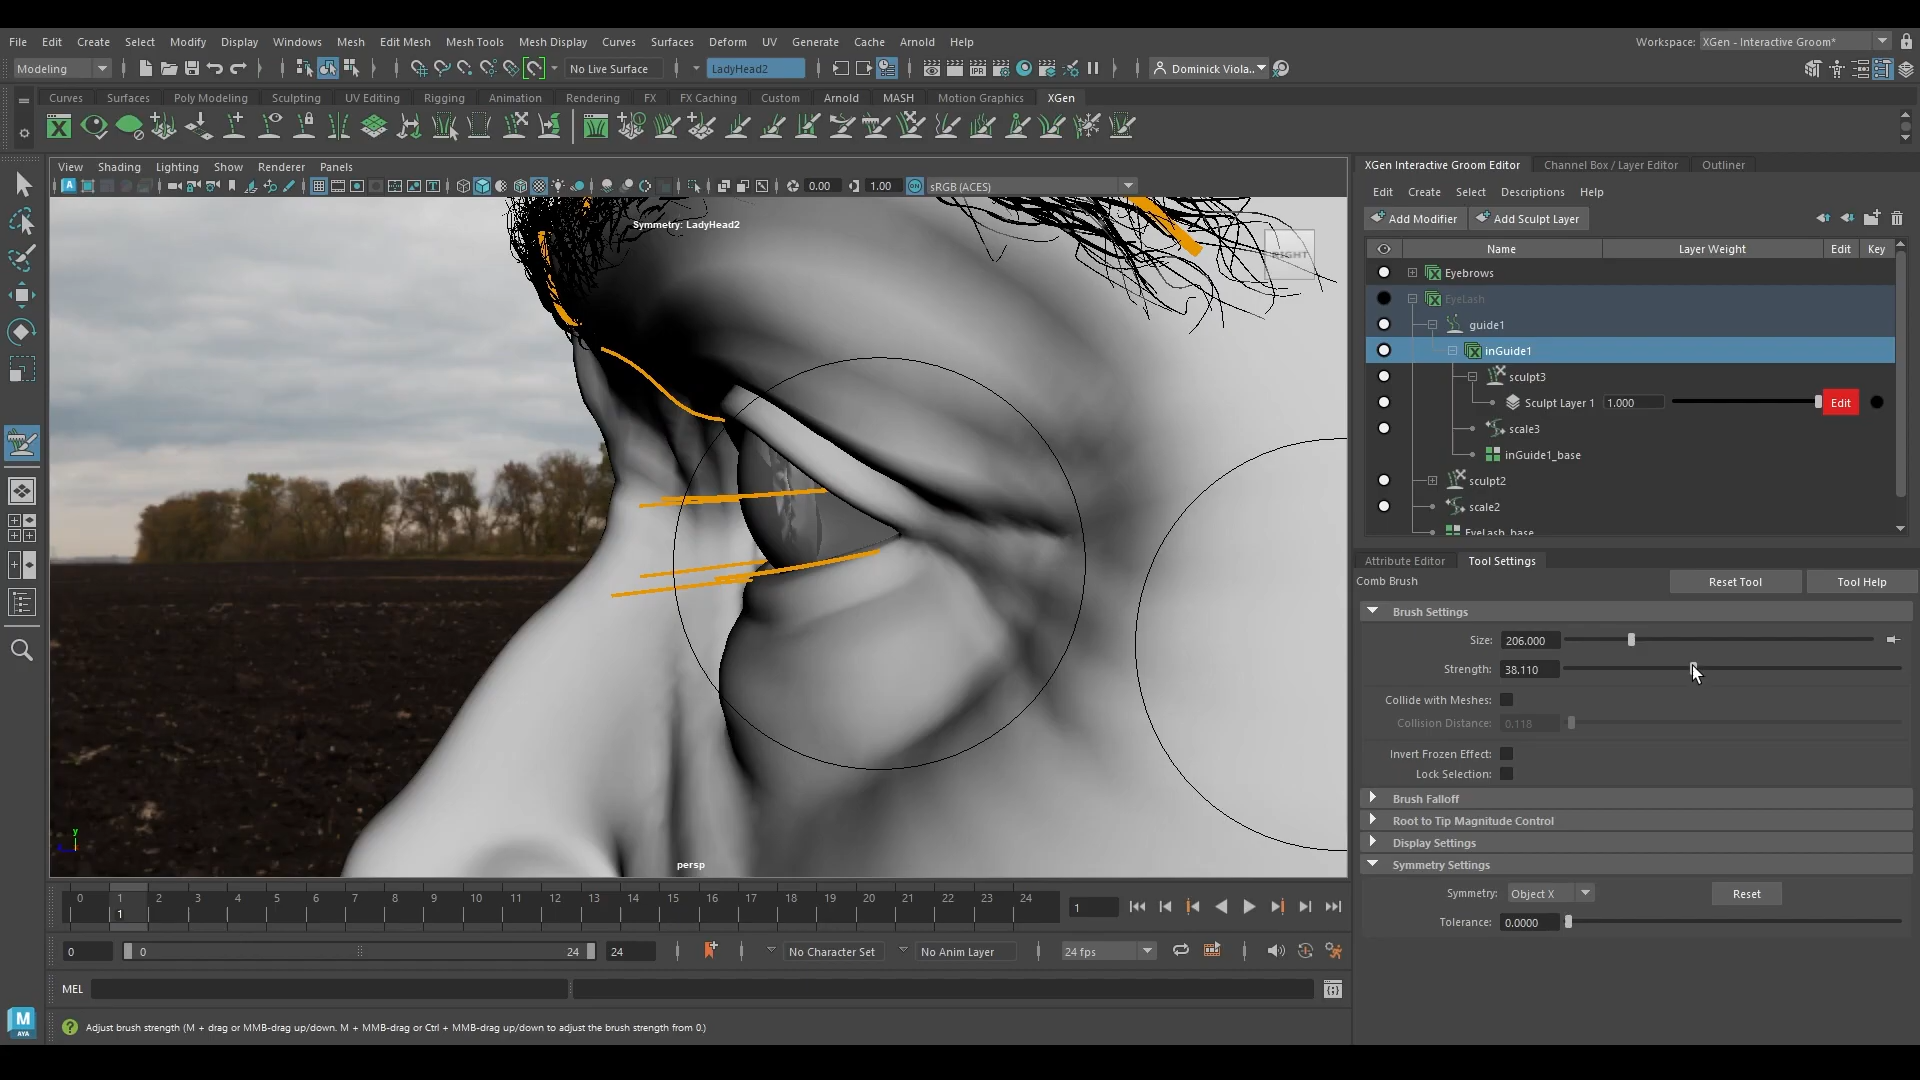 File Edit Create Select Modify Display Windows Mesh Edit Mesh Mesh Tools Mesh Display Curves Surfaces Deform UV Generate Cache Arnold Help Workspace: XGen - Interactive Groom*
Modeling No Live Surface LadyHead2 Dominick Viola..
Curves Surfaces Poly Modeling Sculpting UV Editing Rigging Animation Rendering FX FX Caching Custom Arnold MASH Motion Graphics XGen
View Shading Lighting Show Renderer Panels
0.00 1.00 sRGB (ACES)
Symmetry: LadyHead2
RIGHT
persp
XGen Interactive Groom Editor Channel Box / Layer Editor Outliner
Edit Create Select Descriptions Help
Add Modifier Add Sculpt Layer
Name Layer Weight Edit Key
Eyebrows
EyeLash
guide1
inGuide1
sculpt3
Sculpt Layer 1 1.000 Edit
scale3
inGuide1_base
sculpt2
scale2
EyeLash_base
Attribute Editor Tool Settings
Comb Brush Reset Tool Tool Help
Brush Settings
Size: 206.000
Strength: 38.110
Collide with Meshes:
Collision Distance: 0.118
Invert Frozen Effect:
Lock Selection:
Brush Falloff
Root to Tip Magnitude Control
Display Settings
Symmetry Settings
Symmetry: Object X Reset
Tolerance: 0.0000
0 1 2 3 4 5 6 7 8 9 10 11 12 13 14 15 16 17 18 19 20 21 22 23 24
1 1
0 0 24 24 No Character Set No Anim Layer 24 fps
MEL
Adjust brush strength (M + drag or MMB-drag up/down. M + MMB-drag or Ctrl + MMB-drag up/down to adjust the brush strength from 0.)
M
AYA